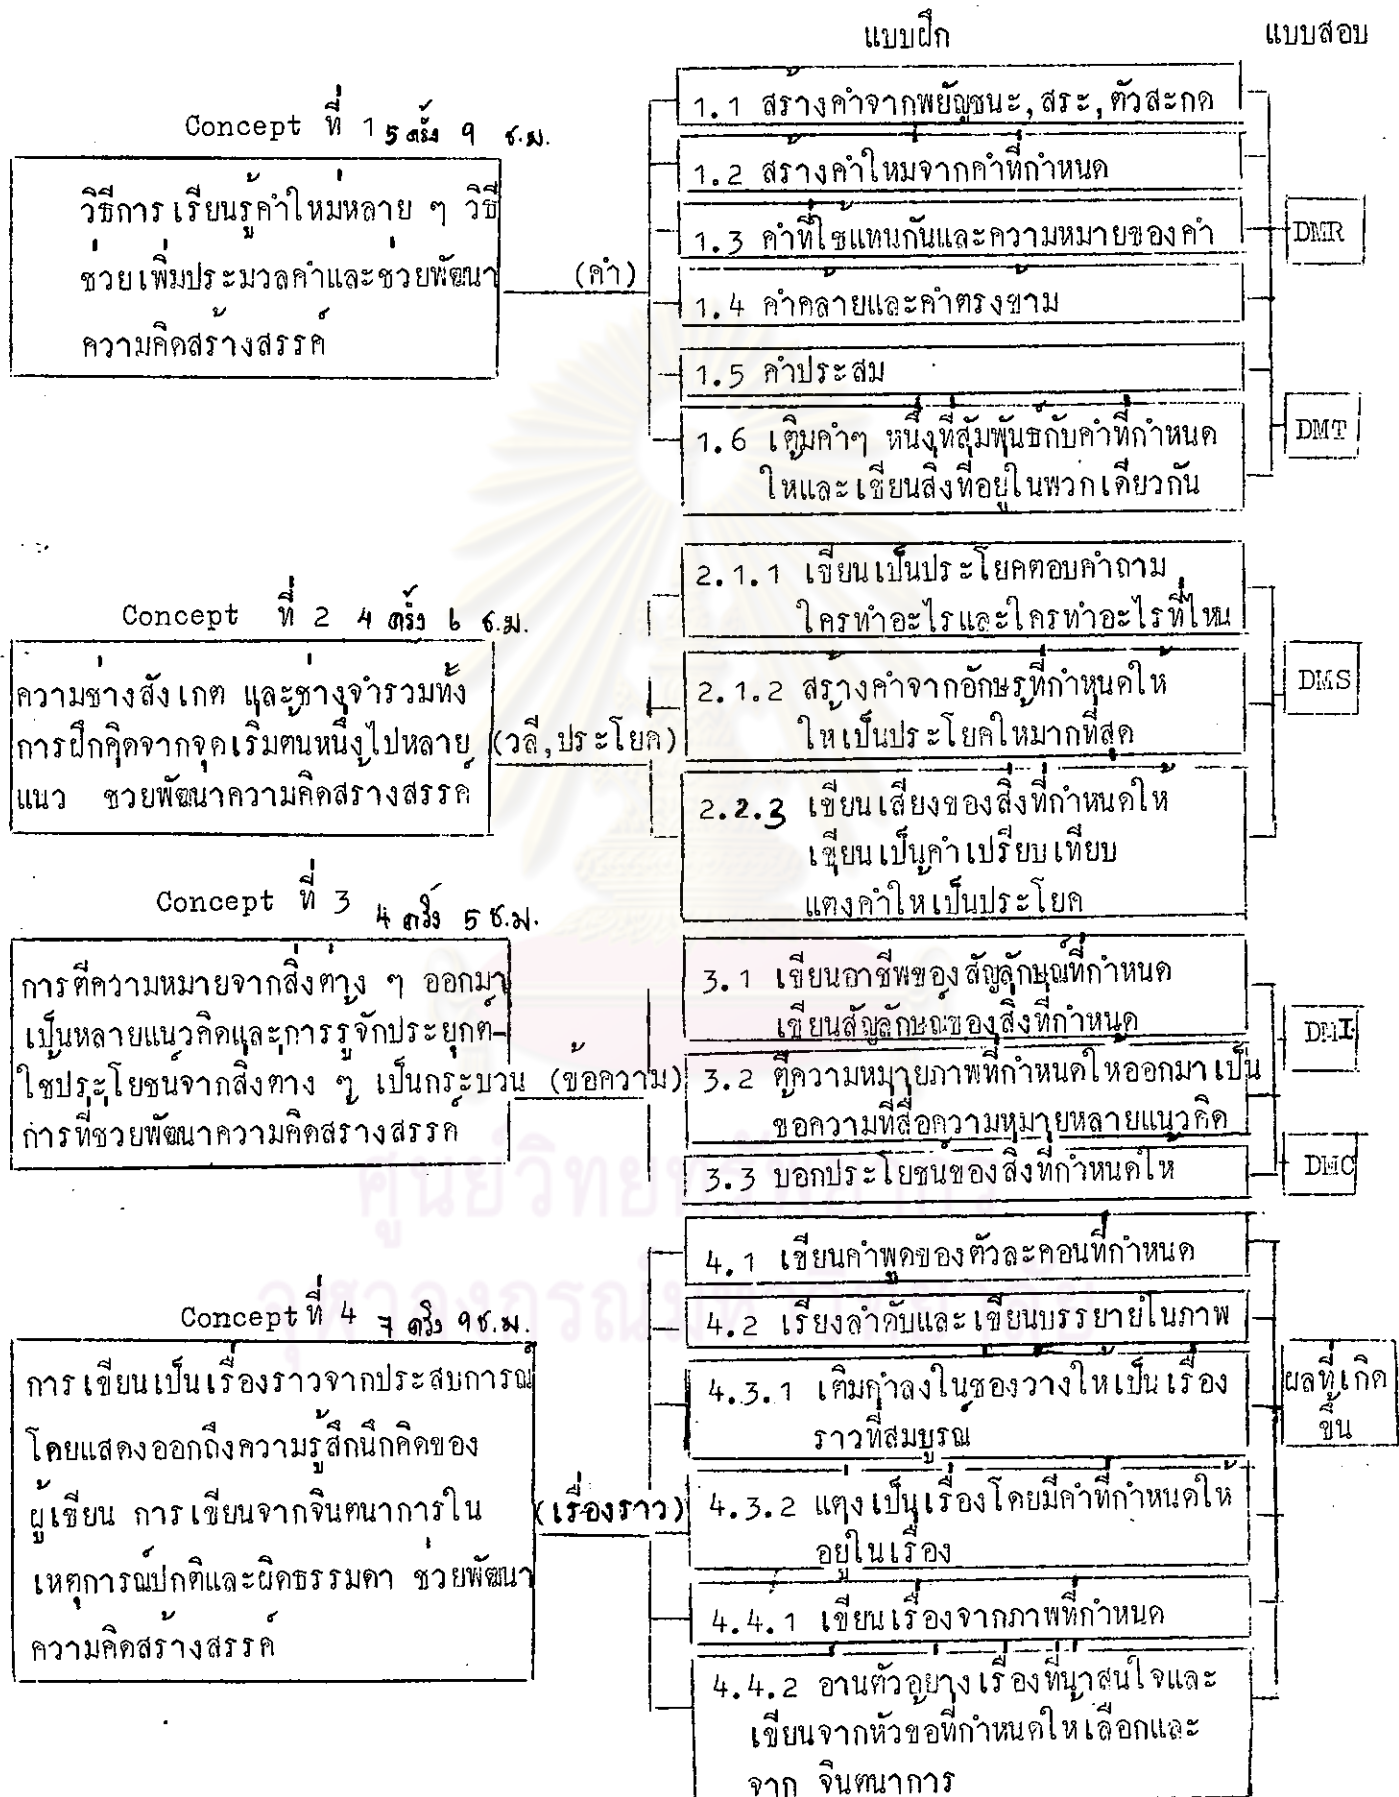 แบบฝึก
แบบสอบ
Concept ที่ 1 5 ครั้ง 9 ช.ม.
วิธีการเรียนรู้คำใหม่หลาย ๆ วิธี
ช่วยเพิ่มประมวลคำและช่วยพัฒนา
ความคิดสร้างสรรค์
(คำ)
1.1 สร้างคำจากพยัญชนะ,สระ,ตัวสะกด
1.2 สร้างคำใหม่จากคำที่กำหนด
1.3 คำที่ใช้แทนกันและความหมายของคำ
1.4 คำคล้ายและคำตรงข้าม
1.5 คำประสม
1.6 เติมคำๆ หนึ่งที่สัมพันธ์กับคำที่กำหนด
ให้และเขียนสิ่งที่อยู่ในพวกเดียวกัน
DMR
DMT
Concept ที่ 2 4 ครั้ง 6 ช.ม.
ความช่างสังเกต และช่างจำรวมทั้ง
การฝึกคิดจากจุดเริ่มต้นหนึ่งไปหลาย
แนว ช่วยพัฒนาความคิดสร้างสรรค์
(วลี,ประโยค)
2.1.1 เขียนเป็นประโยคตอบคำถาม
ใครทำอะไรและใครทำอะไรที่ไหน
2.1.2 สร้างคำจากอักษรที่กำหนดให้
ให้เป็นประโยคให้มากที่สุด
2.2.3 เขียนเสียงของสิ่งที่กำหนดให้
เขียนเป็นคำเปรียบเทียบ
แต่งคำให้เป็นประโยค
DMS
Concept ที่ 3 4 ครั้ง 5 ช.ม.
การตีความหมายจากสิ่งต่าง ๆ ออกมา
เป็นหลายแนวคิดและการรู้จักประยุกต์-
ใช้ประโยชน์จากสิ่งต่าง ๆ เป็นกระบวน
การที่ช่วยพัฒนาความคิดสร้างสรรค์
(ข้อความ)
3.1 เขียนอาชีพของสัญลักษณ์ที่กำหนด
เขียนสัญลักษณ์ของสิ่งที่กำหนด
3.2 ตีความหมายภาพที่กำหนดให้ออกมาเป็น
ข้อความที่สื่อความหมายหลายแนวคิด
3.3 บอกประโยชน์ของสิ่งที่กำหนดให้
DMI
DMC
ศูนย์วิทยทรัพยากร
จุฬาลงกรณ์มหาวิทยาลัย
Concept ที่ 4 7 ครั้ง 9 ช.ม.
การเขียนเป็นเรื่องราวจากประสบการณ์
โดยแสดงออกถึงความรู้สึกนึกคิดของ
ผู้เขียน การเขียนจากจินตนาการใน
เหตุการณ์ปกติและผิดธรรมดา ช่วยพัฒนา
ความคิดสร้างสรรค์
(เรื่องราว)
4.1 เขียนคำพูดของตัวละคอนที่กำหนด
4.2 เรียงลำดับและเขียนบรรยายในภาพ
4.3.1 เติมคำลงในช่องว่างให้เป็นเรื่อง
ราวที่สมบูรณ์
4.3.2 แต่งเป็นเรื่องโดยมีคำที่กำหนดให้
อยู่ในเรื่อง
4.4.1 เขียนเรื่องจากภาพที่กำหนด
4.4.2 อ่านตัวอย่างเรื่องที่น่าสนใจและ
เขียนจากหัวข้อที่กำหนดให้เลือกและ
จาก จินตนาการ
ผลที่เกิด
ขึ้น